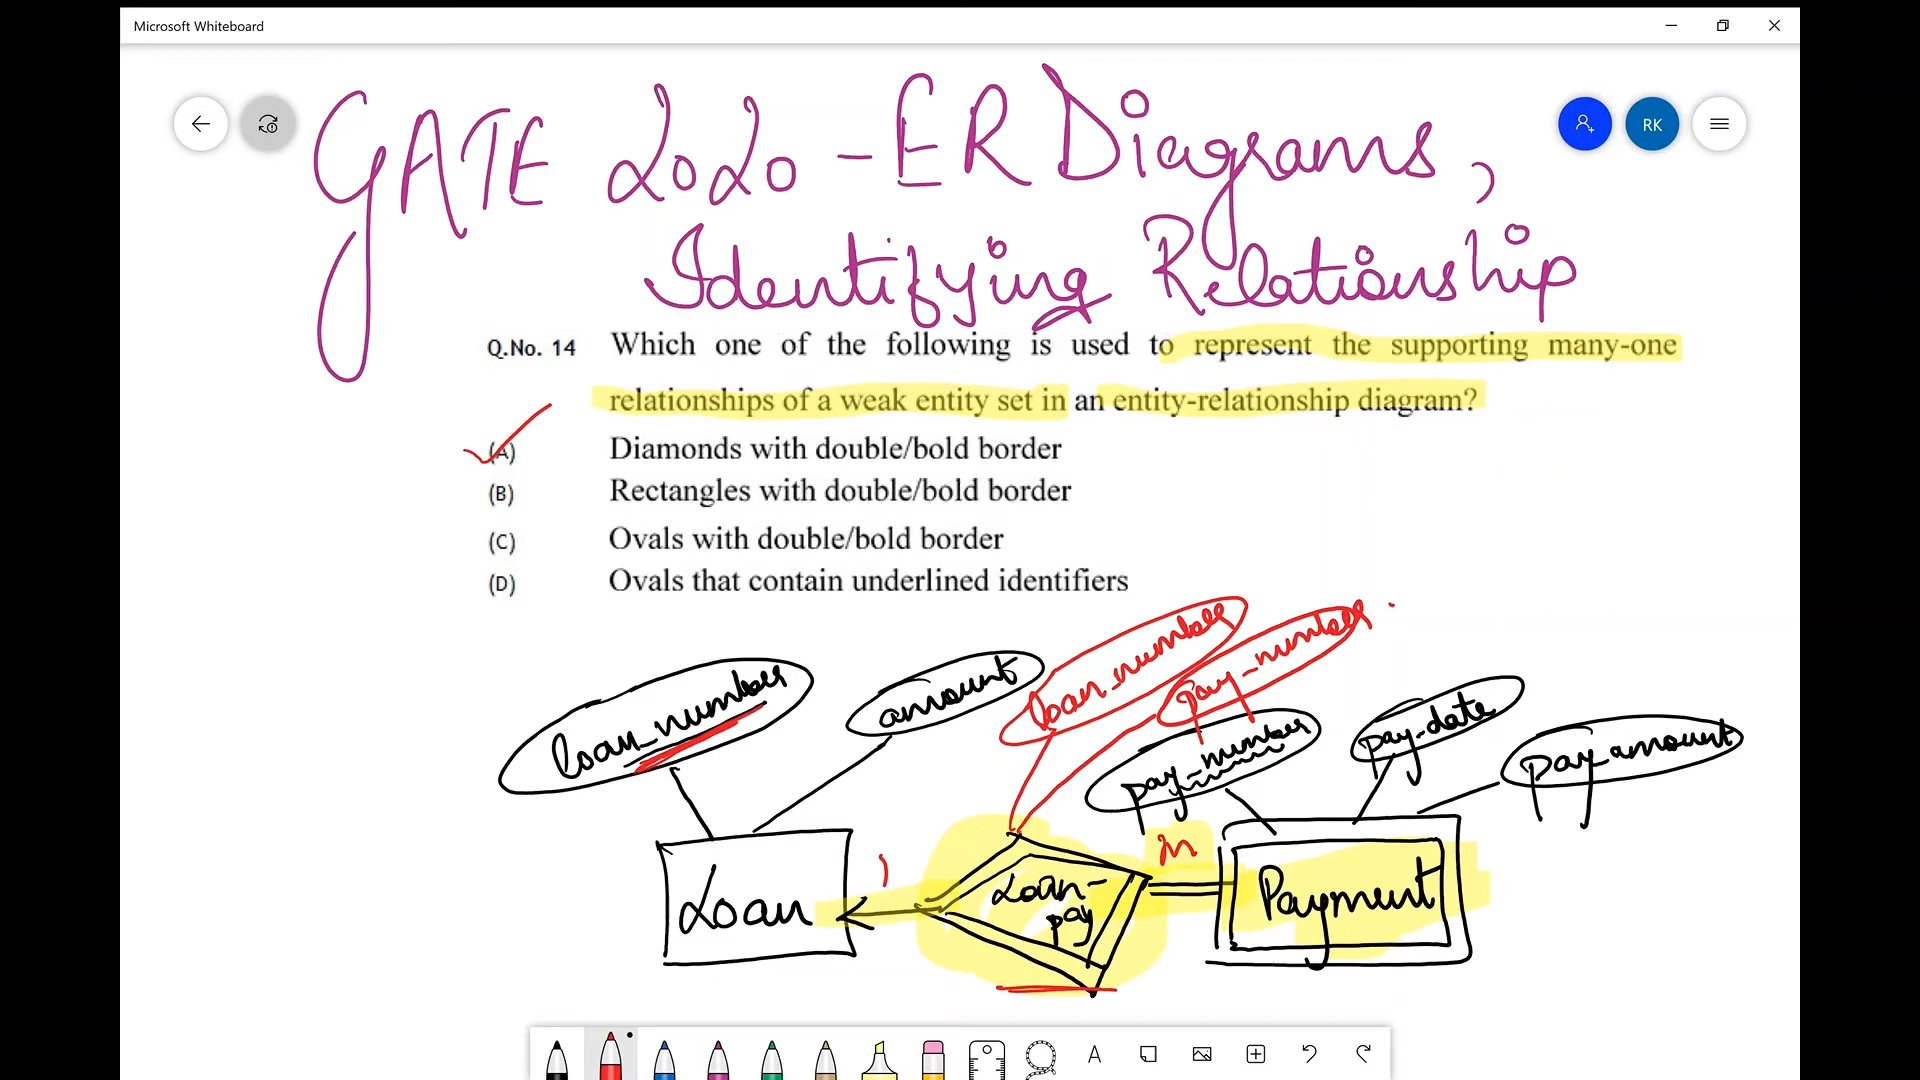 Microsoft Whiteboard
RK
GATE 2020 - ER Diagrams,
Identifying Relationship
Q.No. 14 Which one of the following is used to represent the supporting many-one
relationships of a weak entity set in an entity-relationship diagram?
(A) Diamonds with double/bold border
(B) Rectangles with double/bold border
(C) Ovals with double/bold border
(D) Ovals that contain underlined identifiers
loan_number
amount
loan_number
pay_number
pay_number
pay_date
pay_amount
Loan
1
Loan-
pay
m
Payment
A